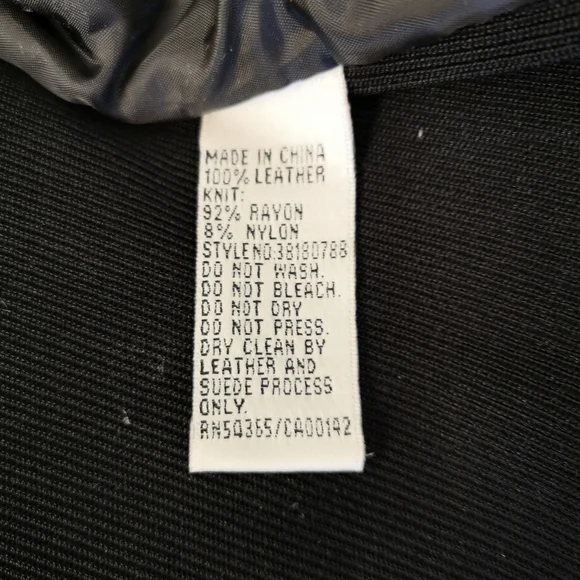 MADE IN CHINA
100% LEATHER
KNIT:
92% RAYON
8% NYLON
STYLENO:38180788
DO NOT WASH.
DO NOT BLEACH.
DO NOT DRY
DO NOT PRESS.
DRY CLEAN BY
LEATHER AND
SUEDE PROCESS
ONLY.
RN54365/CA00142